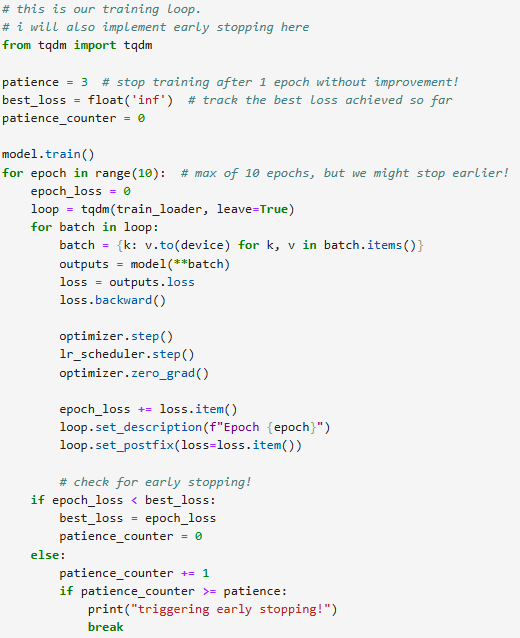 # this is our training loop.
# i will also implement early stopping here
from tqdm import tqdm

patience = 3  # stop training after 1 epoch without improvement!
best_loss = float('inf')  # track the best loss achieved so far
patience_counter = 0

model.train()
for epoch in range(10):  # max of 10 epochs, but we might stop earlier!
    epoch_loss = 0
    loop = tqdm(train_loader, leave=True)
    for batch in loop:
        batch = {k: v.to(device) for k, v in batch.items()}
        outputs = model(**batch)
        loss = outputs.loss
        loss.backward()

        optimizer.step()
        lr_scheduler.step()
        optimizer.zero_grad()

        epoch_loss += loss.item()
        loop.set_description(f"Epoch {epoch}")
        loop.set_postfix(loss=loss.item())

        # check for early stopping!
    if epoch_loss < best_loss:
        best_loss = epoch_loss
        patience_counter = 0
    else:
        patience_counter += 1
        if patience_counter >= patience:
            print("triggering early stopping!")
            break